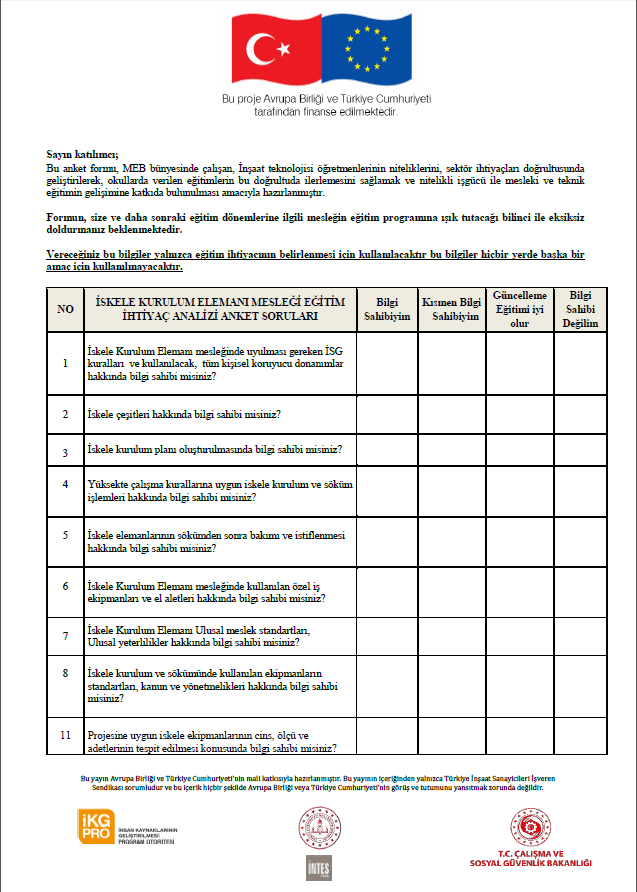 Bu proje Avrupa Birliği ve Türkiye Cumhuriyeti
tarafından finanse edilmektedir.
Sayın katılımcı;
Bu anket formu, MEB bünyesinde çalışan, İnşaat teknolojisi öğretmenlerinin niteliklerini, sektör ihtiyaçları doğrultusunda
geliştirilerek, okullarda verilen eğitimlerin bu doğrultuda ilerlemesini sağlamak ve nitelikli işgücü ile mesleki ve teknik
eğitimin gelişimine katkıda bulunulması amacıyla hazırlanmıştır.
Formun, size ve daha sonraki eğitim dönemlerine ilgili mesleğin eğitim programına ışık tutacağı bilinci ile eksiksiz
doldurmanız beklenmektedir.
Vereceğiniz bu bilgiler yalnızca eğitim ihtiyacının belirlenmesi için kullanılacaktır bu bilgiler hiçbir yerde baska bir
amaç için kullanılmayacaktır.
NO
İSKELE KURULUM ELEMANI MESLEĞİ EĞİTİM
İHTİYAÇ ANALİZİ ANKET SORULARI
Bilgi
Sahibiyim
Kısmen Bilgi
Sahibiyim
Güncelleme
Eğitimi iyi
olur
Bilgi
Sahibi
Değilim
1
İskele Kurulum Elemanı mesleğinde uyulması gereken İSG
kuralları ve kullanılacak, tüm kişisel koruyucu donanımlar
hakkında bilgi sahibi misiniz?
2
İskele çeşitleri hakkında bilgi sahibi misiniz?
3
İskele kurulum planı oluşturulmasında bilgi sahibi misiniz?
4
Yüksekte çalışma kurallarına uygun iskele kurulum ve söküm
işlemleri hakkında bilgi sahibi misiniz?
5
İskele elemanlarının sökümden sonra bakımı ve istiflenmesi
hakkında bilgi sahibi misiniz?
6
İskele Kurulum Elemanı mesleğinde kullanılan özel iş
ekipmanları ve el aletleri hakkında bilgi sahibi misiniz?
7
İskele Kurulum Elemanı Ulusal meslek standartları,
Ulusal yeterlilikler hakkında bilgi sahibi misiniz?
8
İskele kurulum ve sökümünde kullanılan ekipmanların
standartları, kanun ve yönetmelikleri hakkında bilgi sahibi
misiniz?
11
Projesine uygun iskele ekipmanlarının cins, ölçü ve
adetlerinin tespit edilmesi konusunda bilgi sahibi misiniz?
Bu yayın Avrupa Birliği ve Türkiye Cumhuriyeti'nin mali katkısıyla hazırlanmıştır. Bu yayının içeriğinden yalnızca Türkiye İnşaat Sanayicileri İşveren
Sendikası sorumludur ve bu içerik hiçbir şekilde Avrupa Birliği veya Türkiye Cumhuriyeti'nin görüş ve tutumunu yansıtmak zorunda değildir.
iKG
PRO
İNSAN KAYNAKLARININ
GELİŞTİRİLMESİ
PROGRAM OTORİTESİ
İNTES
T.C. ÇALIŞMA VE
SOSYAL GÜVENLİK BAKANLIĞI